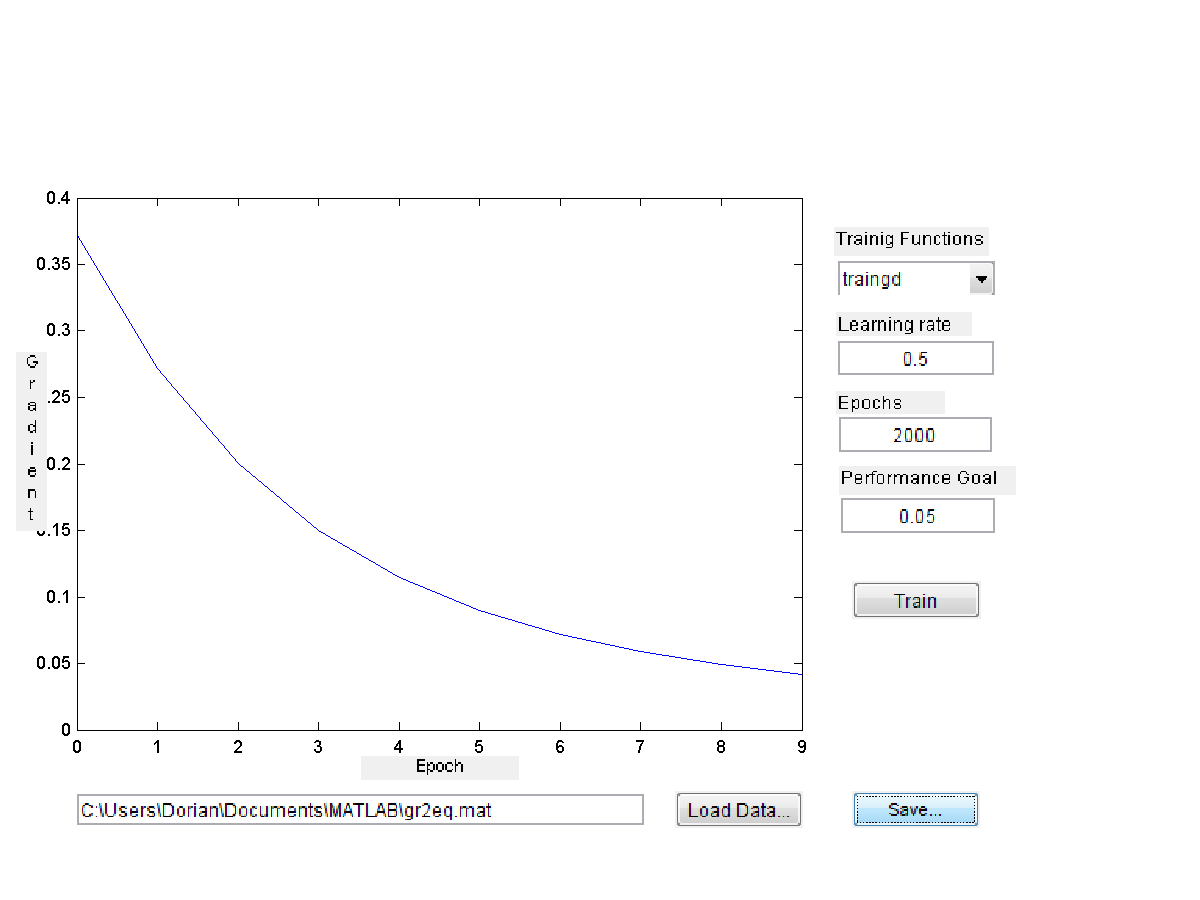 0.4
0.35
0.3
.25
0.2
0.15
0.1
0.05
0
0 1 2 3 4 5 6 7 8 9
Gradient
Epoch
Trainig Functions
traingd
Learning rate
0.5
Epochs
2000
Performance Goal
0.05
Train
C:\Users\Dorian\Documents\MATLAB\gr2eq.mat
Load Data...
Save...